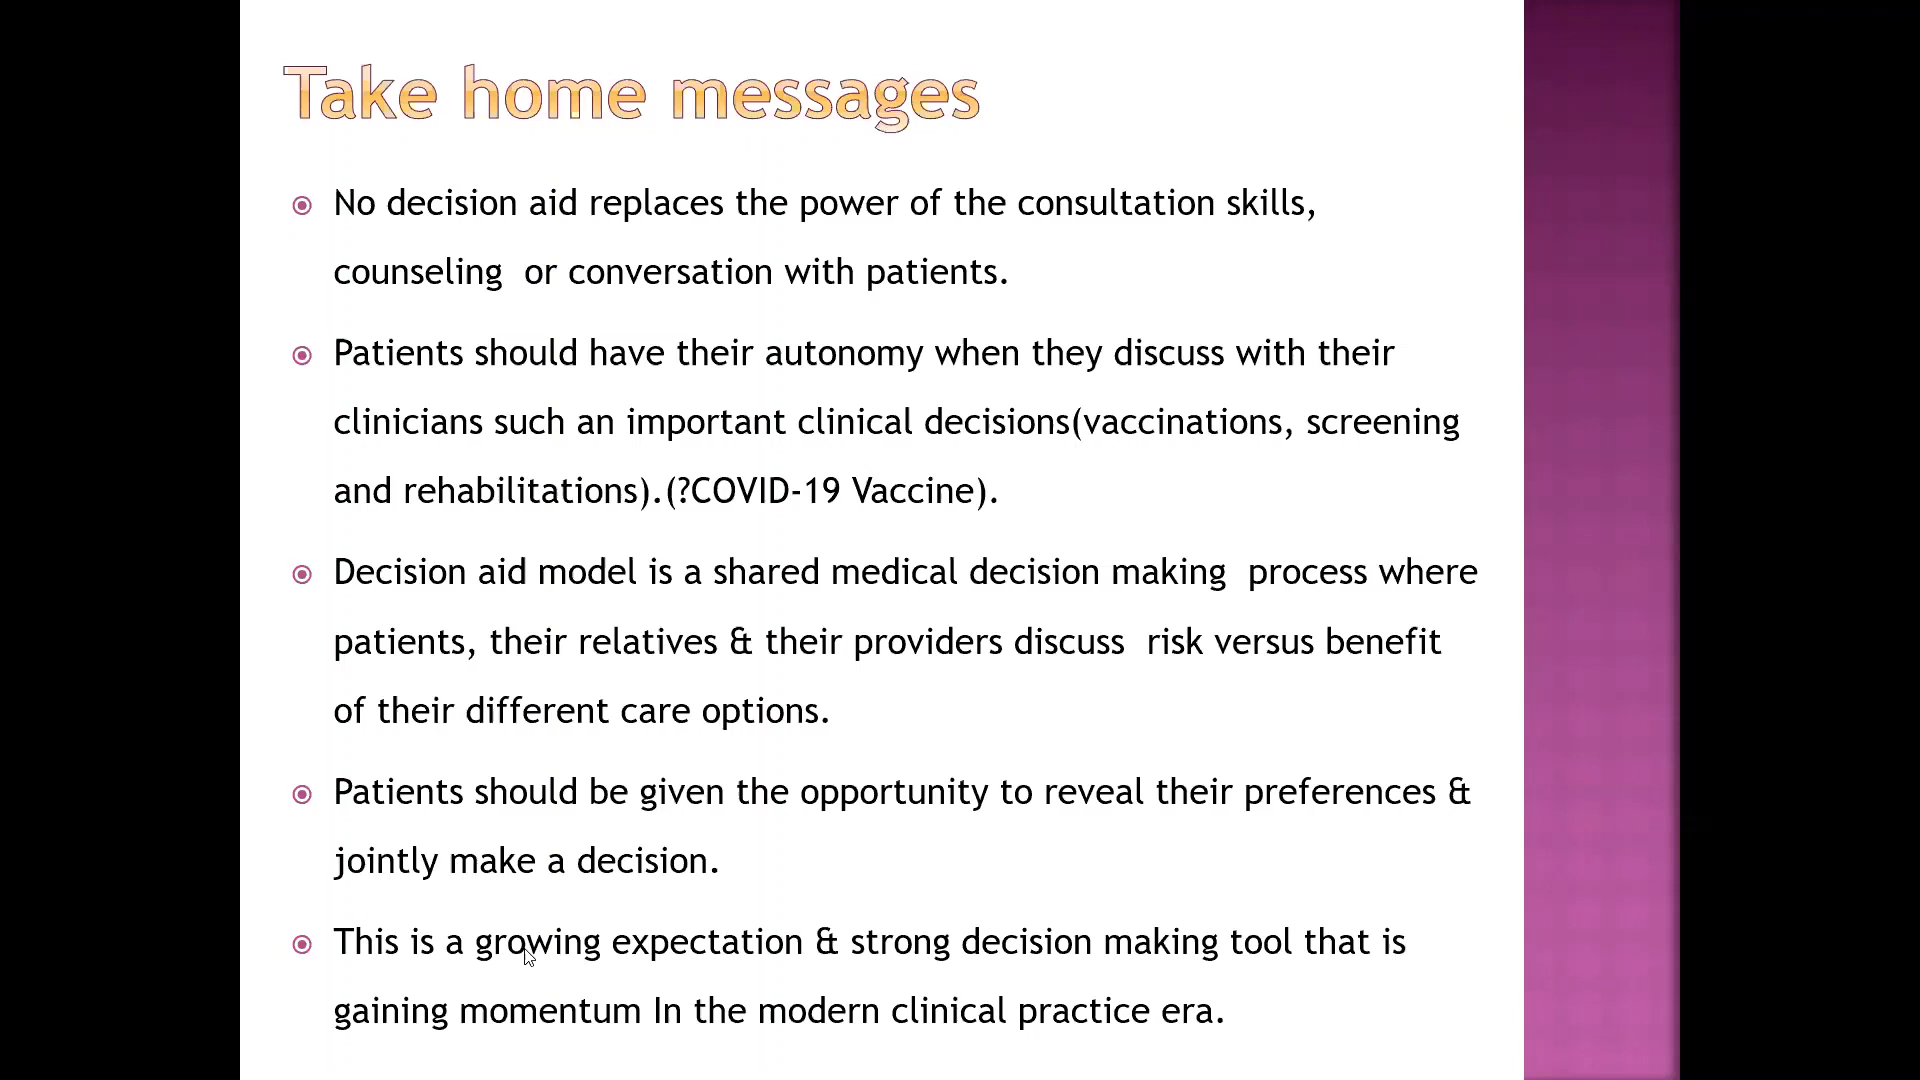 Take home messages
No decision aid replaces the power of the consultation skills,
counseling  or conversation with patients.
Patients should have their autonomy when they discuss with their
clinicians such an important clinical decisions(vaccinations, screening
and rehabilitations).(?COVID-19 Vaccine).
Decision aid model is a shared medical decision making  process where
patients, their relatives & their providers discuss  risk versus benefit
of their different care options.
Patients should be given the opportunity to reveal their preferences &
jointly make a decision.
This is a growing expectation & strong decision making tool that is
gaining momentum In the modern clinical practice era.